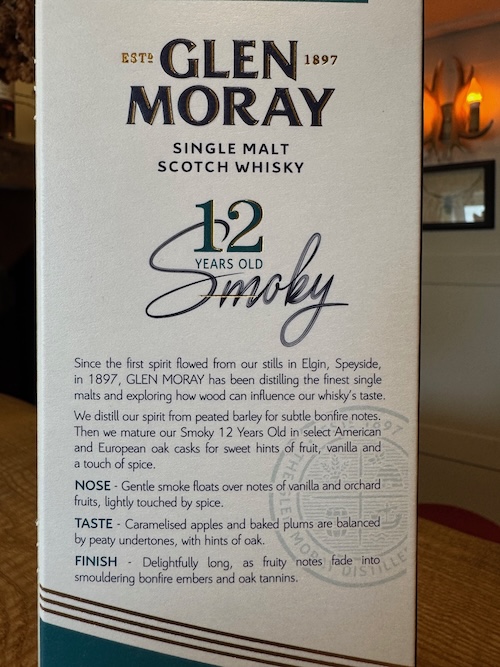 ESTD GLEN 1897
MORAY
SINGLE MALT
SCOTCH WHISKY
12
YEARS OLD
Smoky
Since the first spirit flowed from our stills in Elgin, Speyside,
in 1897, GLEN MORAY has been distilling the finest single
malts and exploring how wood can influence our whisky's taste.
We distill our spirit from peated barley for subtle bonfire notes.
Then we mature our Smoky 12 Years Old in select American
and European oak casks for sweet hints of fruit, vanilla and
a touch of spice.
NOSE - Gentle smoke floats over notes of vanilla and orchard
fruits, lightly touched by spice.
TASTE - Caramelised apples and baked plums are balanced
by peaty undertones, with hints of oak.
FINISH - Delightfully long, as fruity notes fade into
smouldering bonfire embers and oak tannins.
THE GLEN MORAY DISTILLE
1897